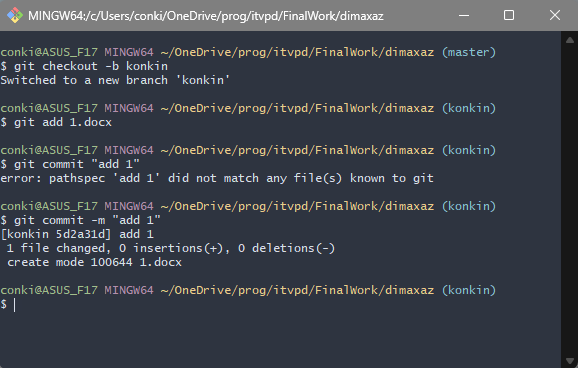 MINGW64:/c/Users/conki/OneDrive/prog/itvpd/FinalWork/dimaxaz
conki@ASUS_F17 MINGW64 ~/OneDrive/prog/itvpd/FinalWork/dimaxaz (master)
$ git checkout -b konkin
Switched to a new branch 'konkin'
conki@ASUS_F17 MINGW64 ~/OneDrive/prog/itvpd/FinalWork/dimaxaz (konkin)
$ git add 1.docx
conki@ASUS_F17 MINGW64 ~/OneDrive/prog/itvpd/FinalWork/dimaxaz (konkin)
$ git commit "add 1"
error: pathspec 'add 1' did not match any file(s) known to git
conki@ASUS_F17 MINGW64 ~/OneDrive/prog/itvpd/FinalWork/dimaxaz (konkin)
$ git commit -m "add 1"
[konkin 5d2a31d] add 1
 1 file changed, 0 insertions(+), 0 deletions(-)
 create mode 100644 1.docx
conki@ASUS_F17 MINGW64 ~/OneDrive/prog/itvpd/FinalWork/dimaxaz (konkin)
$